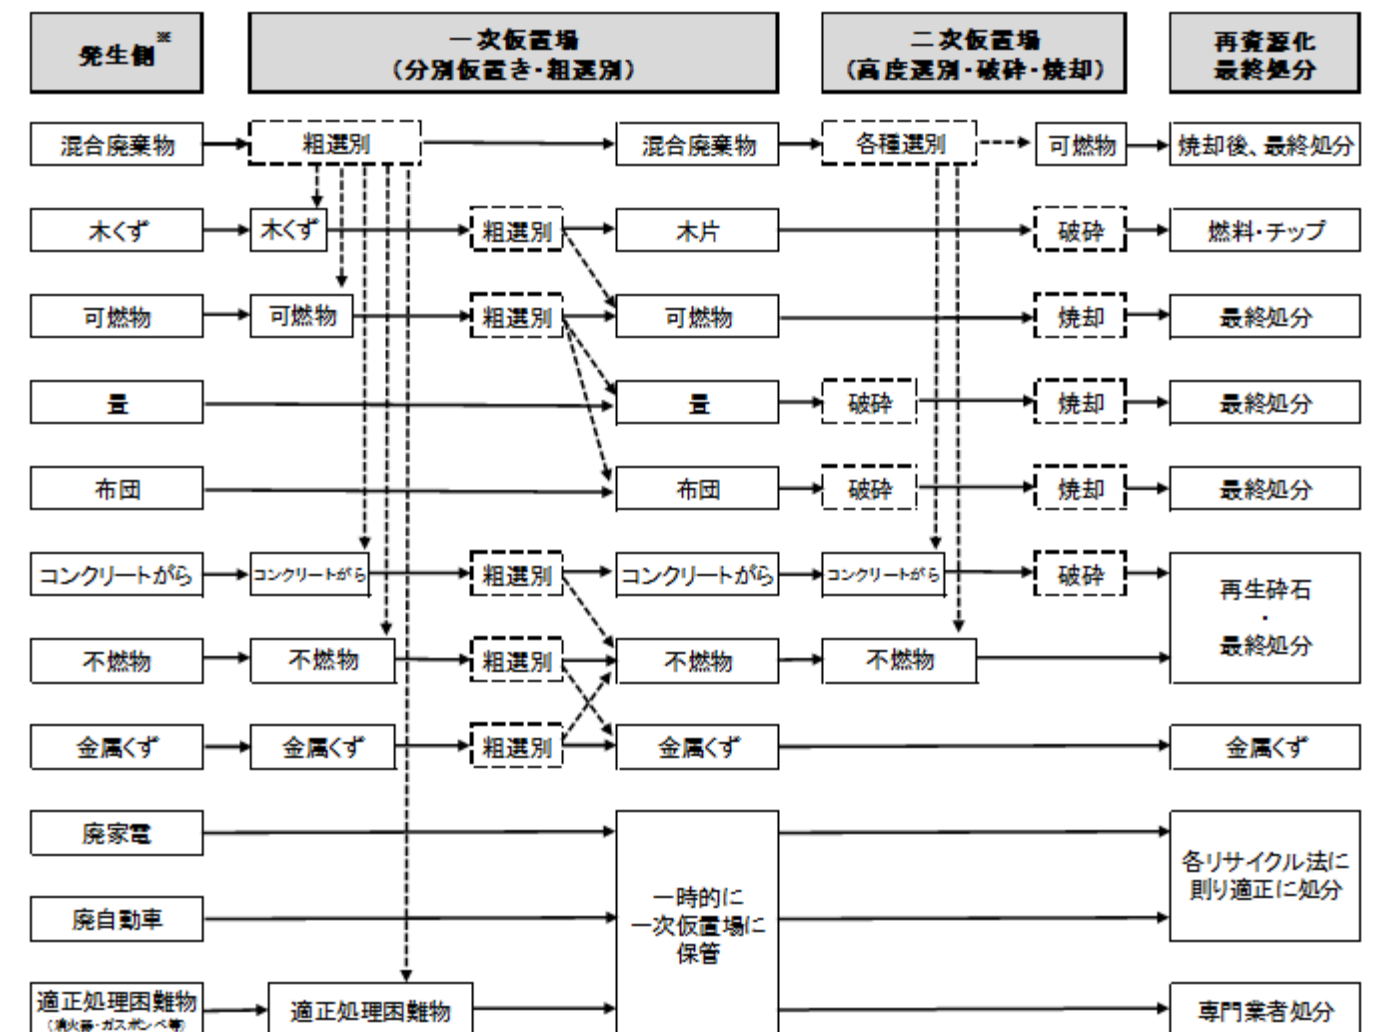 発生側※
一次仮置場
（分別仮置き・粗選別）
二次仮置場
（高度選別・破砕・焼却）
再資源化
最終処分
混合廃棄物
粗選別
混合廃棄物
各種選別
可燃物
焼却後、最終処分
木くず
木くず
粗選別
木片
破砕
燃料・チップ
可燃物
可燃物
粗選別
可燃物
焼却
最終処分
畳
畳
破砕
焼却
最終処分
布団
布団
破砕
焼却
最終処分
コンクリートがら
コンクリートがら
粗選別
コンクリートがら
コンクリートがら
破砕
再生砕石
・
最終処分
不燃物
不燃物
粗選別
不燃物
不燃物
金属くず
金属くず
粗選別
金属くず
金属くず
廃家電
一時的に
一次仮置場に
保管
各リサイクル法に
則り適正に処分
廃自動車
適正処理困難物
（消火器・ガスボンベ等）
適正処理困難物
専門業者処分